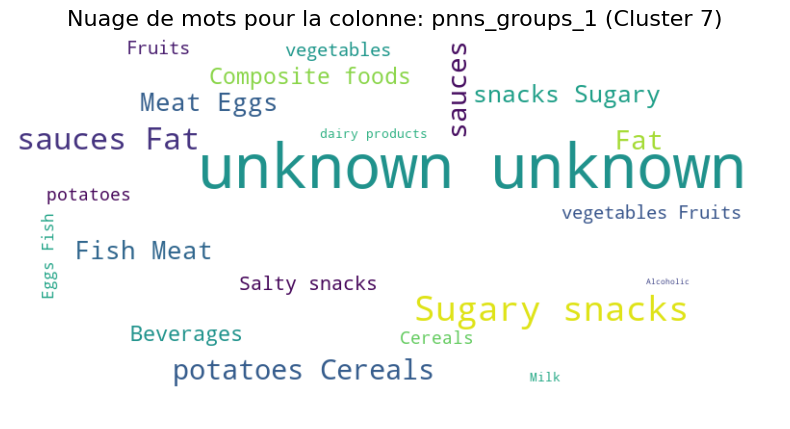 Nuage de mots pour la colonne: pnns_groups_1 (Cluster 7)
Fruits
vegetables
sauces
Composite foods
Meat Eggs
snacks Sugary
sauces Fat
dairy products
Fat
unknown unknown
potatoes
vegetables Fruits
Eggs Fish
Fish Meat
Salty snacks
Alcoholic
Sugary snacks
Beverages
Cereals
potatoes Cereals
Milk